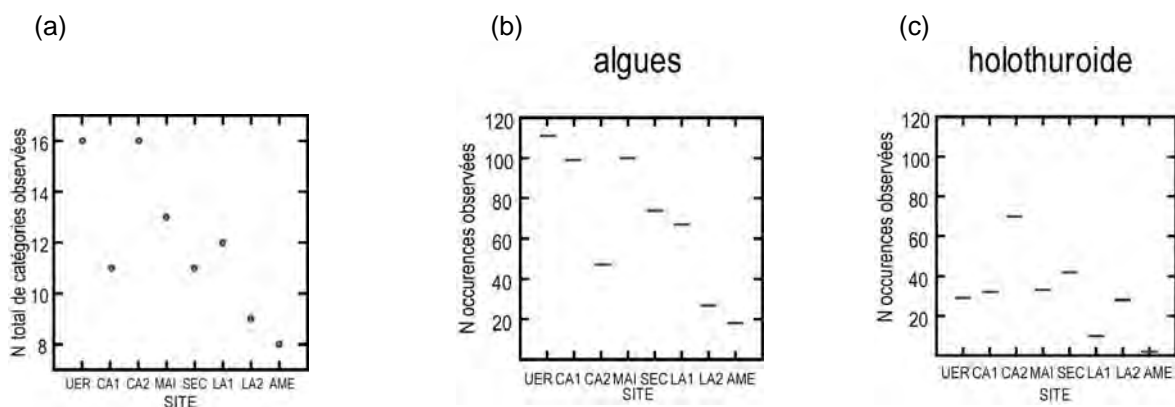 (a)
(b)
(c)
algues
holothuroide
N total de catégories observées
16
14
12
10
8
UER CA1 CA2 MAI SEC LA1 LA2 AME
SITE
N occurences observées
120
100
80
60
40
20
UER CA1 CA2 MAI SEC LA1 LA2 AME
SITE
N occurences observées
120
100
80
60
40
20
UER CA1 CA2 MAI SEC LA1 LA2 AME
SITE